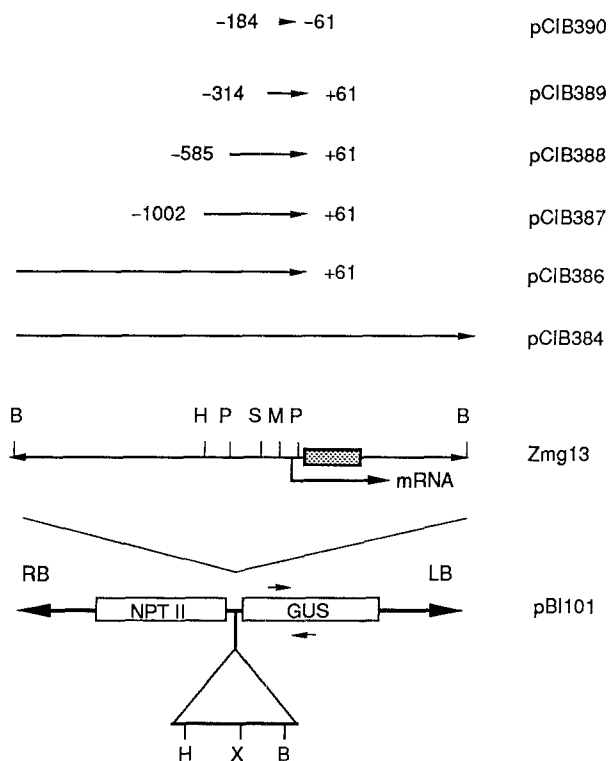 -184 -61 pCIB390
-314 +61 pCIB389
-585 +61 pCIB388
-1002 +61 pCIB387
+61 pCIB386
pCIB384
B H P S M P B
Zmg13
mRNA
RB LB
NPT II GUS pBI101
H X B